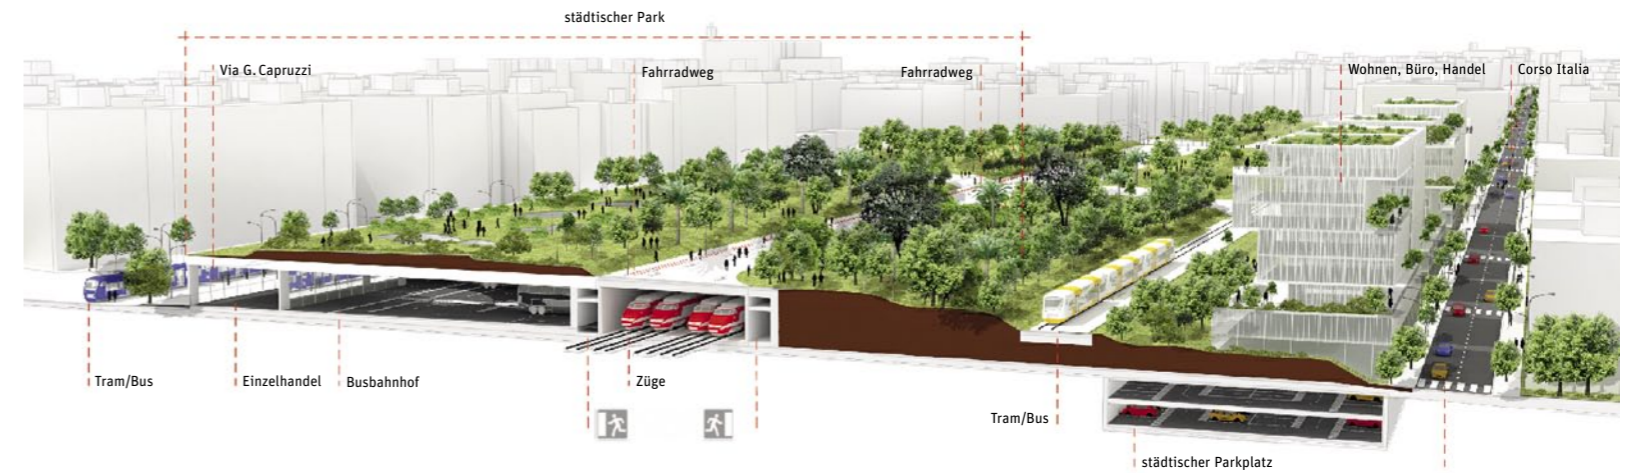 städtischer Park
Via G. Capruzzi
Fahrradweg
Fahrradweg
Wohnen, Büro, Handel
Corso Italia
Tram/Bus
Einzelhandel
Busbahnhof
Züge
Tram/Bus
städtischer Parkplatz